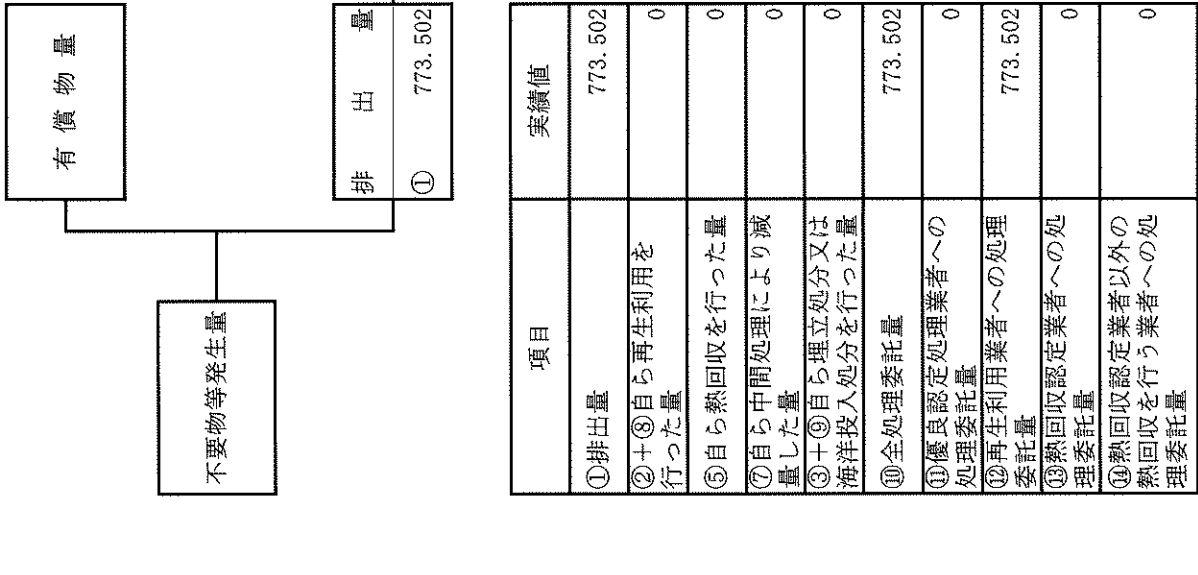 有償物量
不要物等発生量
排出量
① 773.502
項目 実績値
①排出量 773.502
②＋⑧自ら再生利用を
行った量 0
⑤自ら熱回収を行った量 0
⑦自ら中間処理により減
量した量 0
③＋⑨自ら埋立処分又は
海洋投入処分を行った量 0
⑩全処理委託量 773.502
⑪優良認定処理業者への
処理委託量 0
⑫再生利用業者への処理
委託量 773.502
⑬熱回収認定業者への処
理委託量 0
⑭熱回収認定業者以外の
熱回収を行う業者への処
理委託量 0